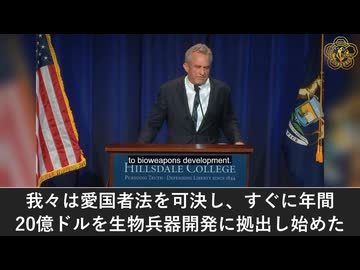 to bioweapons development.
HILLSDALE COLLEGE
PURSUING TRUTH · DEFENDING LIBERTY SINCE 1844
我々は愛国者法を可決し、すぐに年間
20億ドルを生物兵器開発に拠出し始めた